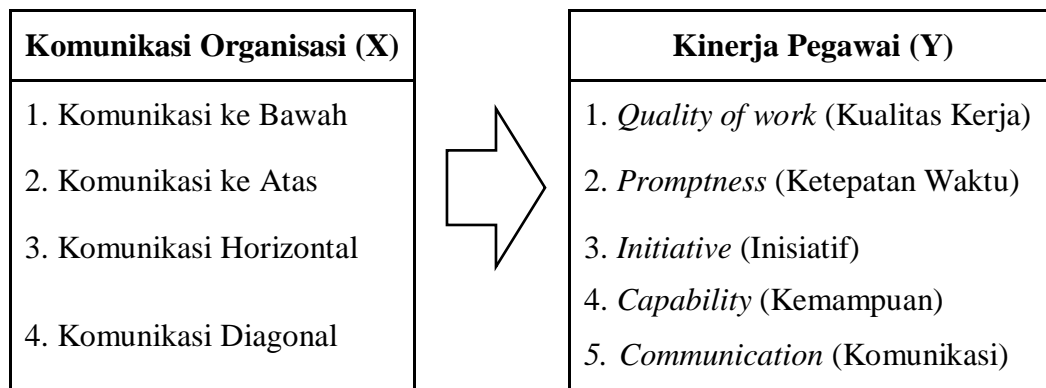 Komunikasi Organisasi (X)
1. Komunikasi ke Bawah
2. Komunikasi ke Atas
3. Komunikasi Horizontal
4. Komunikasi Diagonal
Kinerja Pegawai (Y)
1. Quality of work (Kualitas Kerja)
2. Promptness (Ketepatan Waktu)
3. Initiative (Inisiatif)
4. Capability (Kemampuan)
5. Communication (Komunikasi)